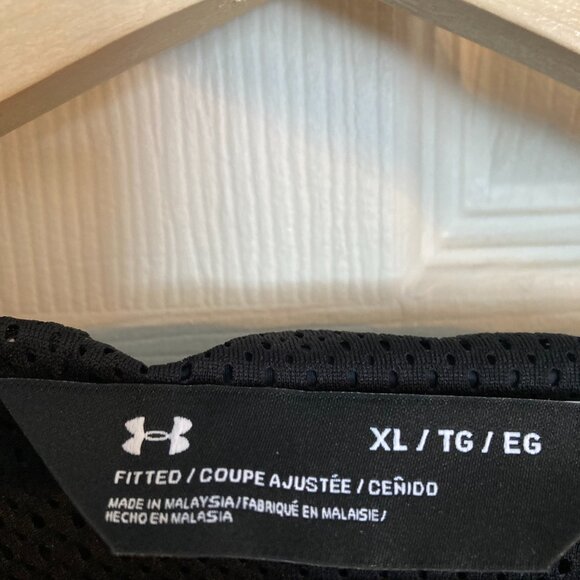 XL / TG / EG
FITTED / COUPE AJUSTÉE / CEÑIDO
MADE IN MALAYSIA/FABRIQUÉ EN MALAISIE/
HECHO EN MALASIA